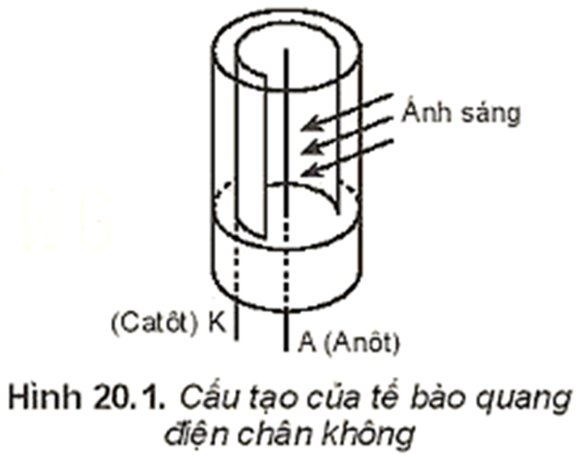 Ánh sáng
(Catôt) K
A (Anôt)
Hình 20.1. Cấu tạo của tế bào quang
điện chân không